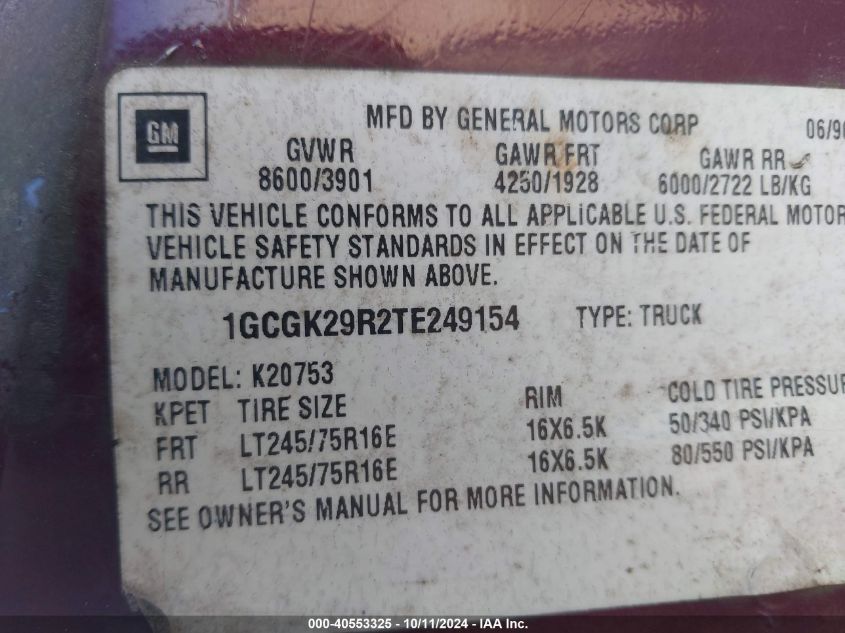 GM
MFD BY GENERAL MOTORS CORP 06/96
GVWR GAWR FRT GAWR RR
8600/3901 4250/1928 6000/2722 LB/KG
THIS VEHICLE CONFORMS TO ALL APPLICABLE U.S. FEDERAL MOTOR
VEHICLE SAFETY STANDARDS IN EFFECT ON THE DATE OF
MANUFACTURE SHOWN ABOVE.
1GCGK29R2TE249154 TYPE: TRUCK
MODEL: K20753
KPET TIRE SIZE RIM COLD TIRE PRESSUR
FRT LT245/75R16E 16X6.5K 50/340 PSI/KPA
RR LT245/75R16E 16X6.5K 80/550 PSI/KPA
SEE OWNER'S MANUAL FOR MORE INFORMATION.
000-40553325 - 10/11/2024 - IAA Inc.